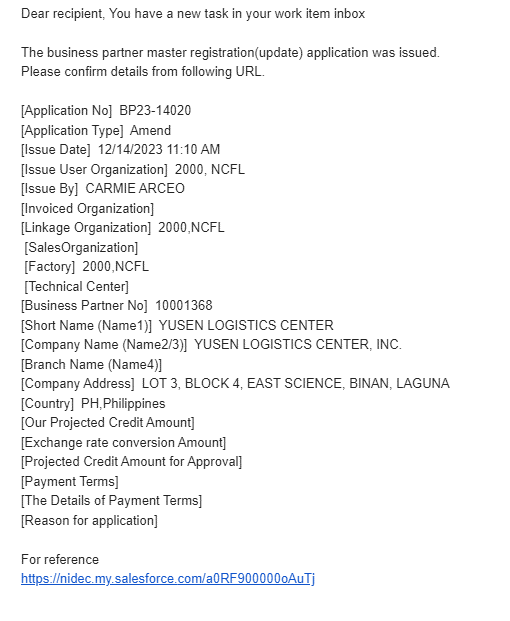 Dear recipient, You have a new task in your work item inbox
The business partner master registration(update) application was issued.
Please confirm details from following URL.
[Application No]  BP23-14020
[Application Type]  Amend
[Issue Date]  12/14/2023 11:10 AM
[Issue User Organization]  2000, NCFL
[Issue By]  CARMIE ARCEO
[Invoiced Organization]
[Linkage Organization]  2000,NCFL
[SalesOrganization]
[Factory]  2000,NCFL
[Technical Center]
[Business Partner No]  10001368
[Short Name (Name1)]  YUSEN LOGISTICS CENTER
[Company Name (Name2/3)]  YUSEN LOGISTICS CENTER, INC.
[Branch Name (Name4)]
[Company Address]  LOT 3, BLOCK 4, EAST SCIENCE, BINAN, LAGUNA
[Country]  PH,Philippines
[Our Projected Credit Amount]
[Exchange rate conversion Amount]
[Projected Credit Amount for Approval]
[Payment Terms]
[The Details of Payment Terms]
[Reason for application]
For reference
https://nidec.my.salesforce.com/a0RF900000oAuTj